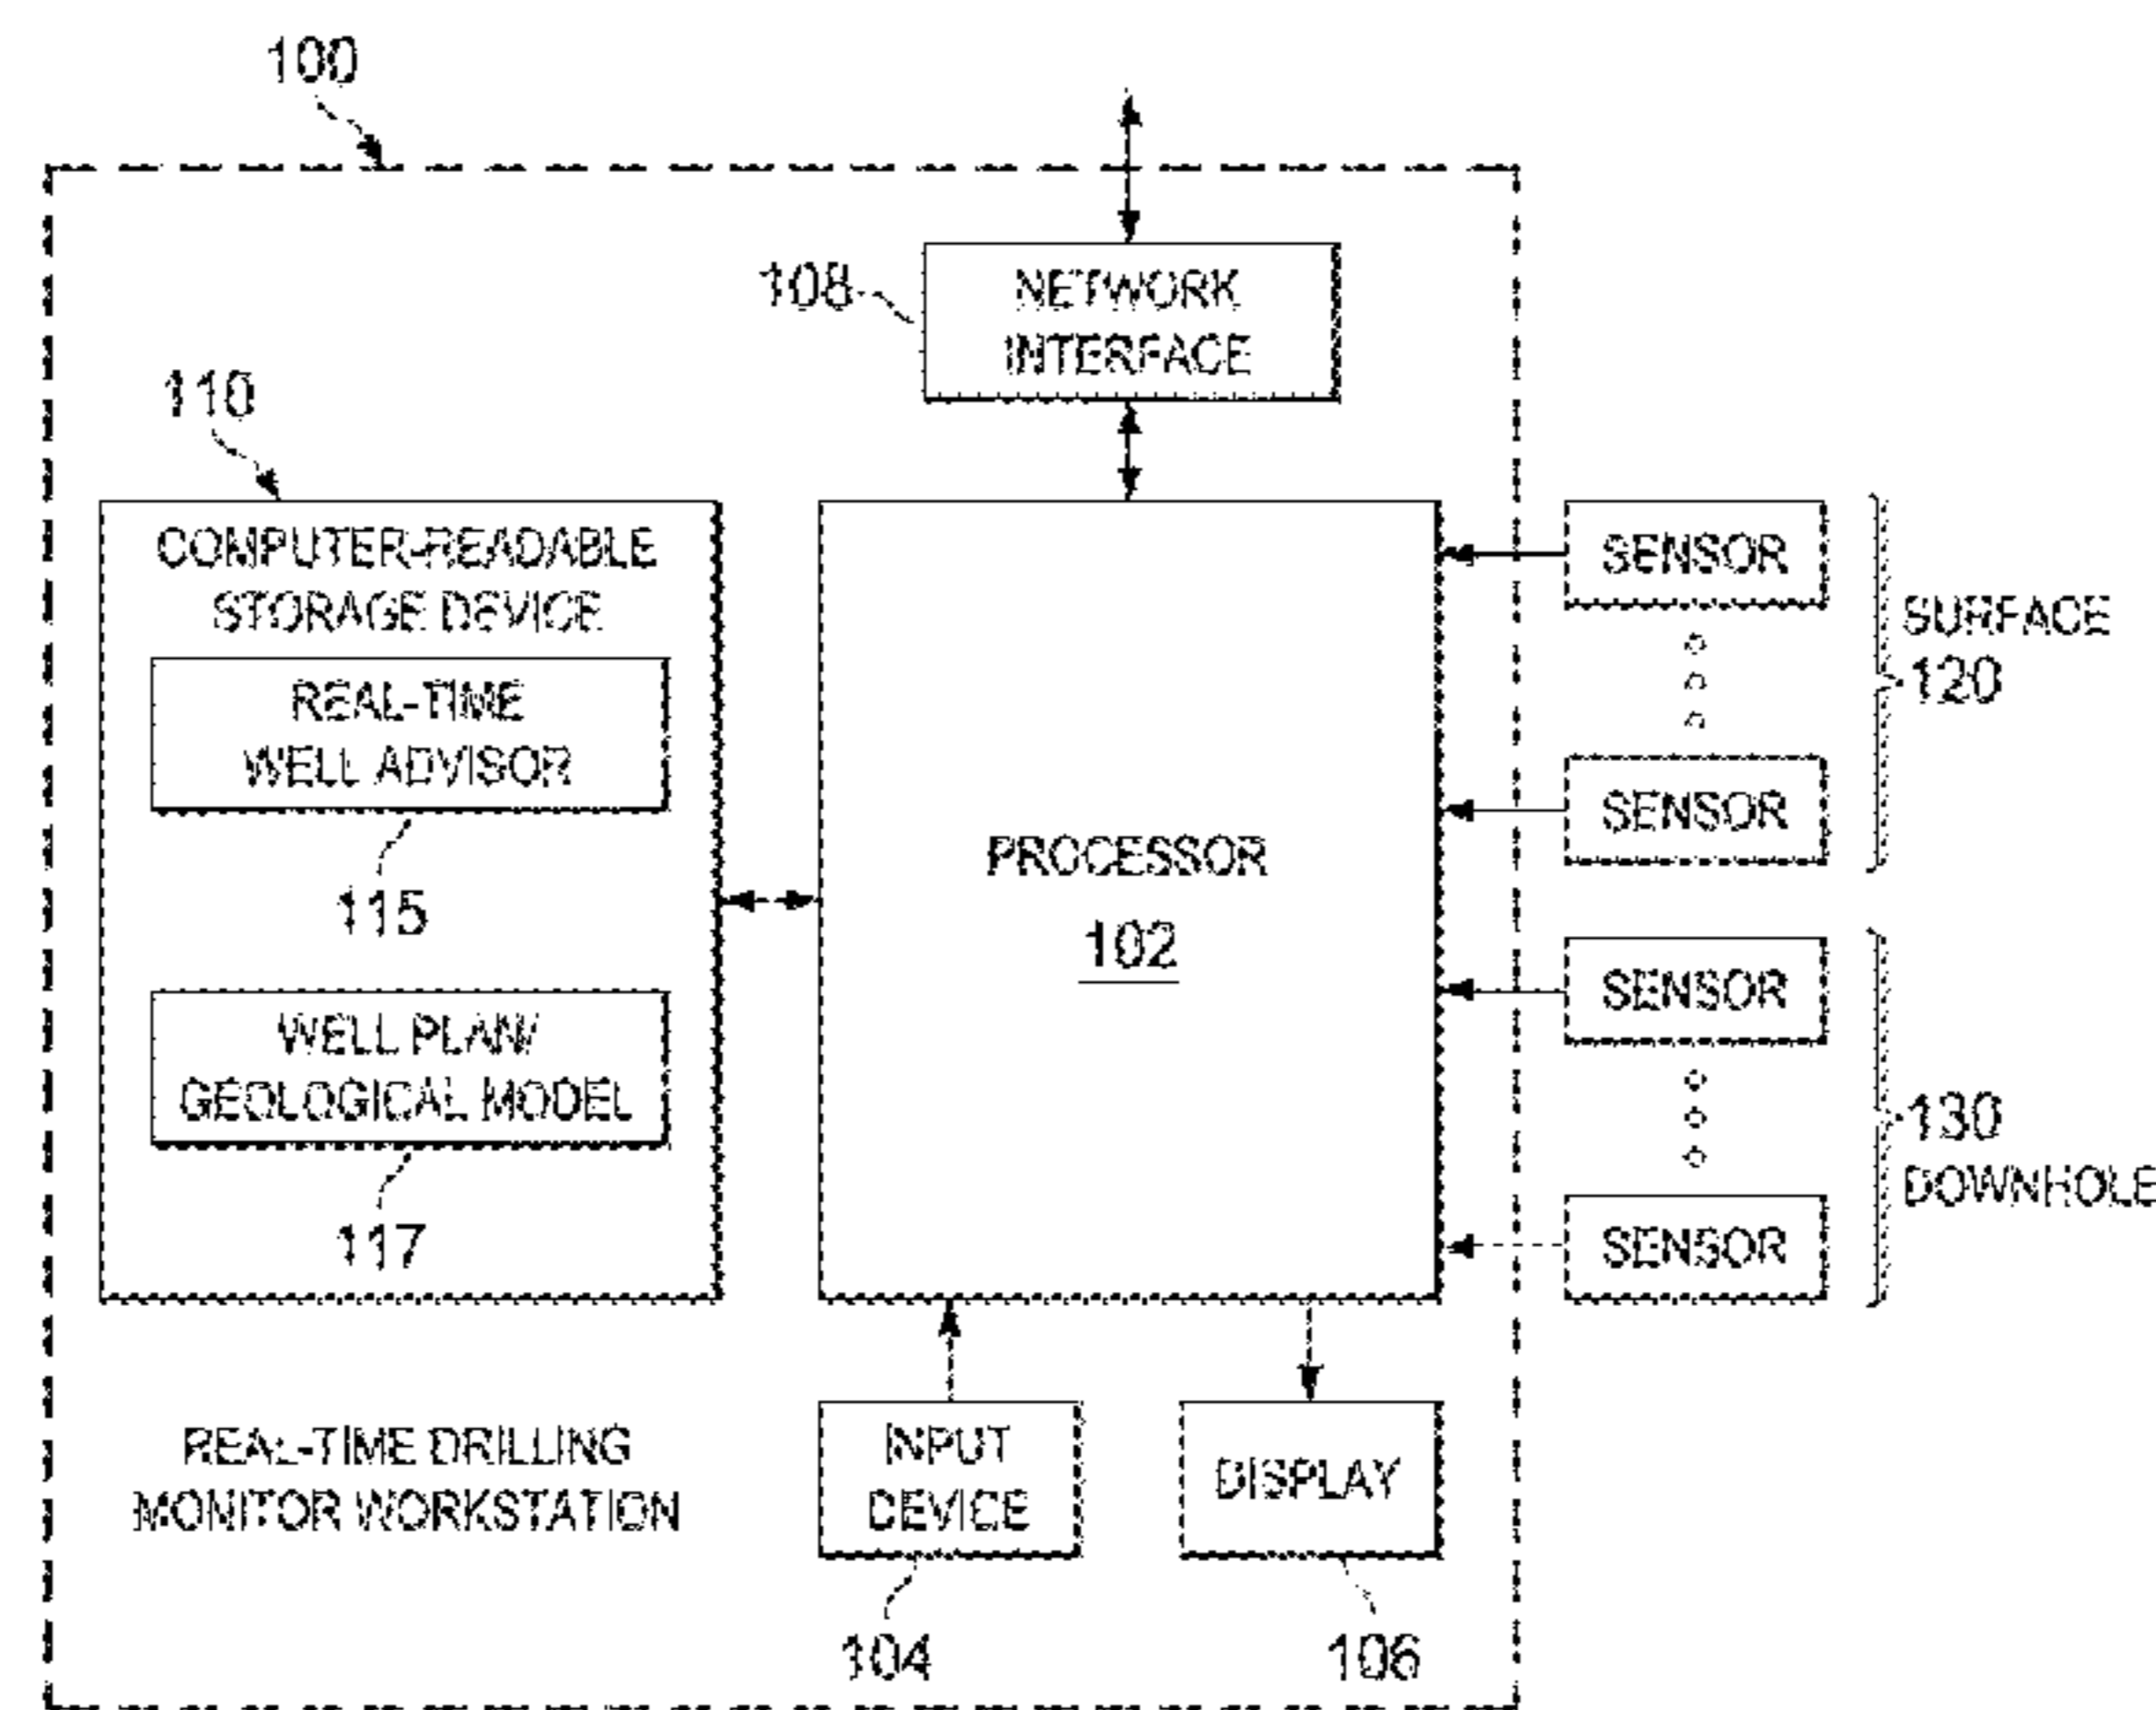 100
108
NETWORK
INTERFACE
110
COMPUTER-READABLE
STORAGE DEVICE
REAL-TIME
WELL ADVISOR
115
WELL PLAN/
GEOLOGICAL MODEL
117
PROCESSOR
102
SENSOR
SENSOR
SURFACE
120
SENSOR
SENSOR
130
DOWNHOLE
REAL-TIME DRILLING
MONITOR WORKSTATION
INPUT
DEVICE
104
DISPLAY
106